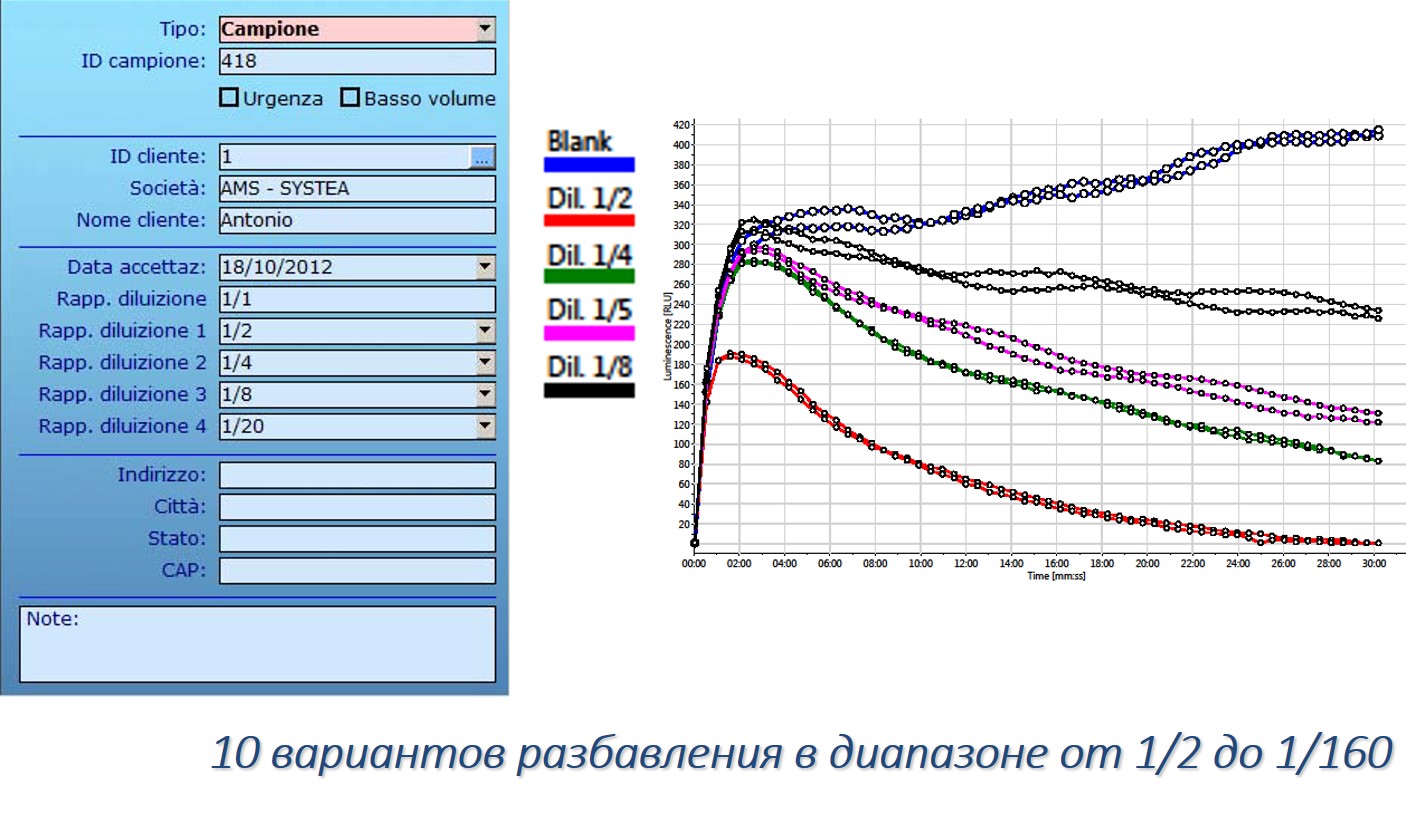 Tipo: Campione
ID campione: 418
Urgenza Basso volume
ID cliente: 1 ...
Società: AMS - SYSTEA
Nome cliente: Antonio
Data accettaz: 18/10/2012
Rapp. diluizione 1/1
Rapp. diluizione 1 1/2
Rapp. diluizione 2 1/4
Rapp. diluizione 3 1/8
Rapp. diluizione 4 1/20
Indirizzo:
Città:
Stato:
CAP:
Note:
Blank
Dil. 1/2
Dil. 1/4
Dil. 1/5
Dil. 1/8
Luminescence [RLU]
420
400
380
360
340
320
300
280
260
240
220
200
180
160
140
120
100
80
60
40
20
00:00 02:00 04:00 06:00 08:00 10:00 12:00 14:00 16:00 18:00 20:00 22:00 24:00 26:00 28:00 30:00
Time [mm:ss]
10 вариантов разбавления в диапазоне от 1/2 до 1/160